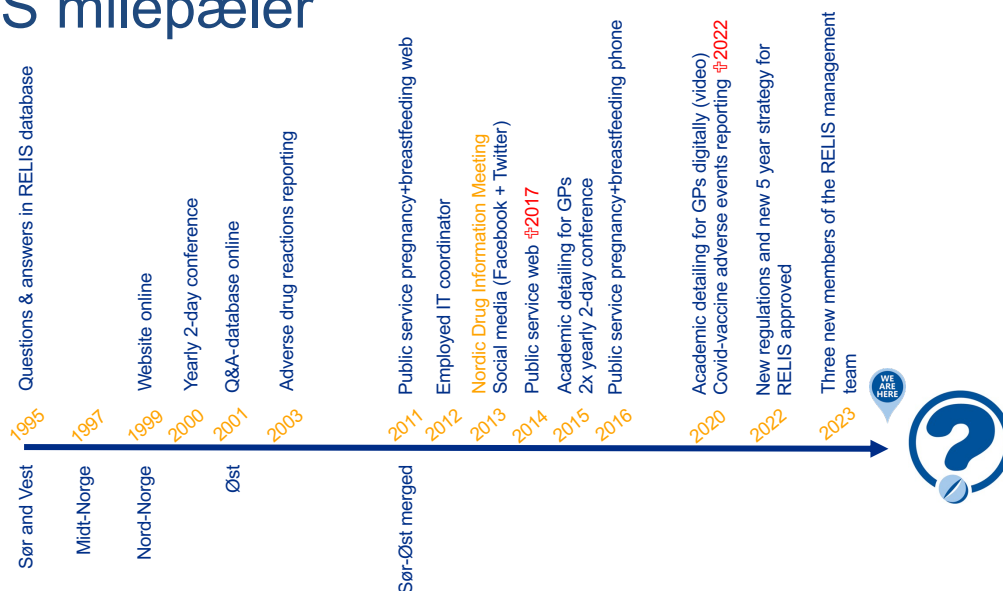 S milepæler
Questions & answers in RELIS database
Website online
Yearly 2-day conference
Q&A-database online
Adverse drug reactions reporting
Public service pregnancy+breastfeeding web
Employed IT coordinator
Nordic Drug Information Meeting
Social media (Facebook + Twitter)
Public service web ✞2017
Academic detailing for GPs
2x yearly 2-day conference
Public service pregnancy+breastfeeding phone
Academic detailing for GPs digitally (video)
Covid-vaccine adverse events reporting ✞2022
New regulations and new 5 year strategy for
RELIS approved
Three new members of the RELIS management
team
WE
ARE
HERE
1995
1997
1999
2000
2001
2003
2011
2012
2013
2014
2015
2016
2020
2022
2023
?
Sør and Vest
Midt-Norge
Nord-Norge
Øst
Sør-Øst merged